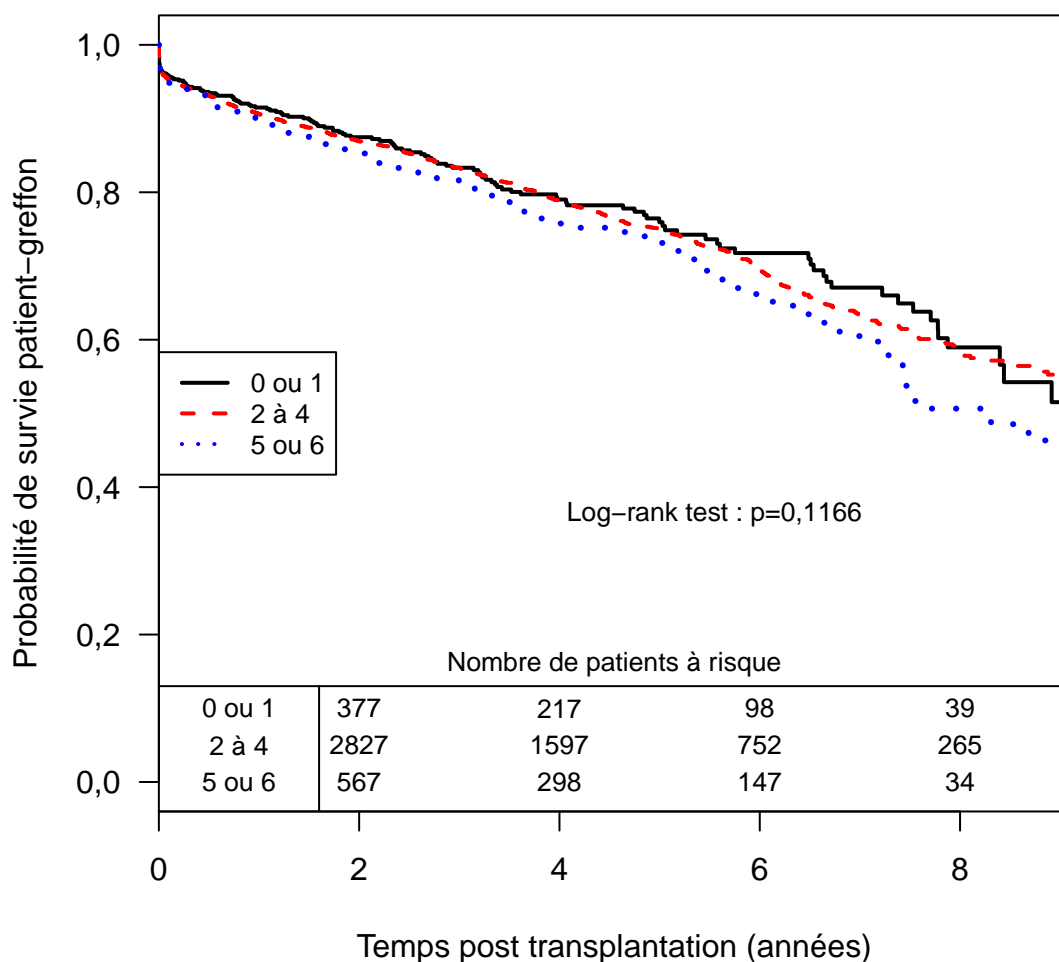 1,0
0,8
0,6
0,4
0,2
0,0
Probabilité de survie patient−greffon
0 ou 1
2 à 4
5 ou 6
Log−rank test : p=0,1166
Nombre de patients à risque
0 ou 1 377 217 98 39
2 à 4 2827 1597 752 265
5 ou 6 567 298 147 34
0 2 4 6 8
Temps post transplantation (années)